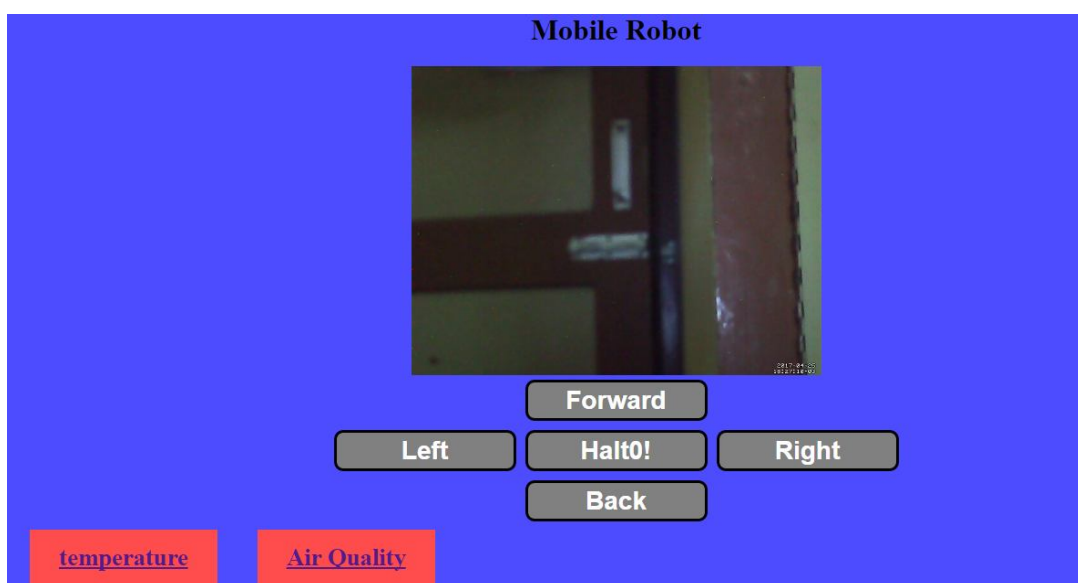 Mobile Robot
Forward
Left Halt0! Right
Back
temperature Air Quality